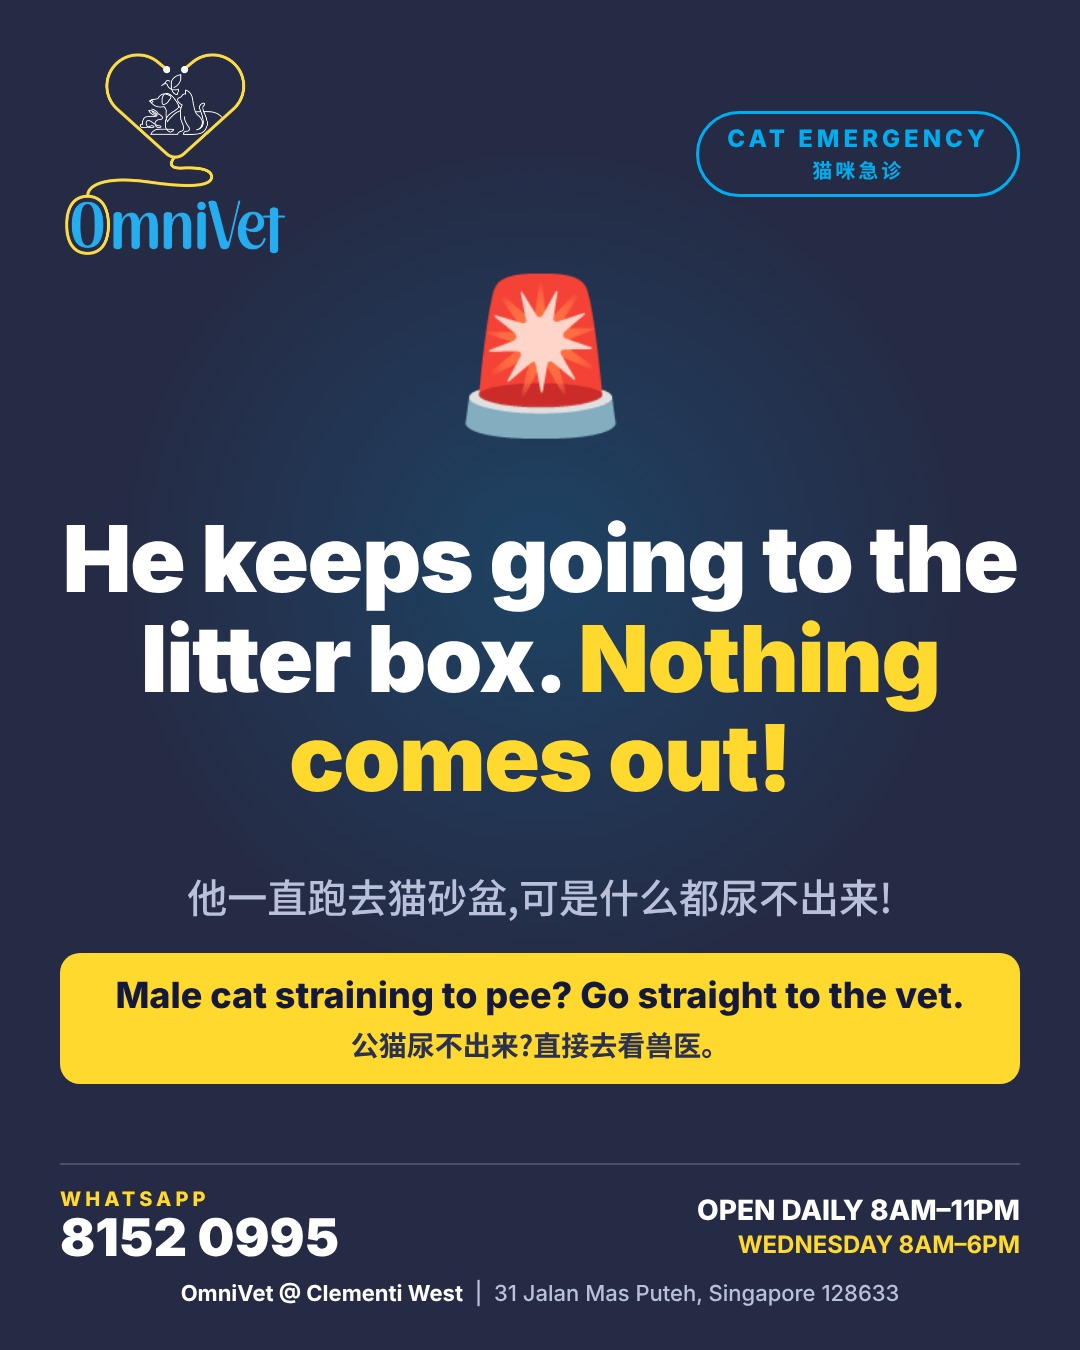 OmniVet
CAT EMERGENCY
猫咪急诊
He keeps going to the
litter box. Nothing
comes out!
他一直跑去猫砂盆,可是什么都尿不出来!
Male cat straining to pee? Go straight to the vet.
公猫尿不出来?直接去看兽医。
WHATSAPP
8152 0995
OPEN DAILY 8AM–11PM
WEDNESDAY 8AM–6PM
OmniVet @ Clementi West | 31 Jalan Mas Puteh, Singapore 128633